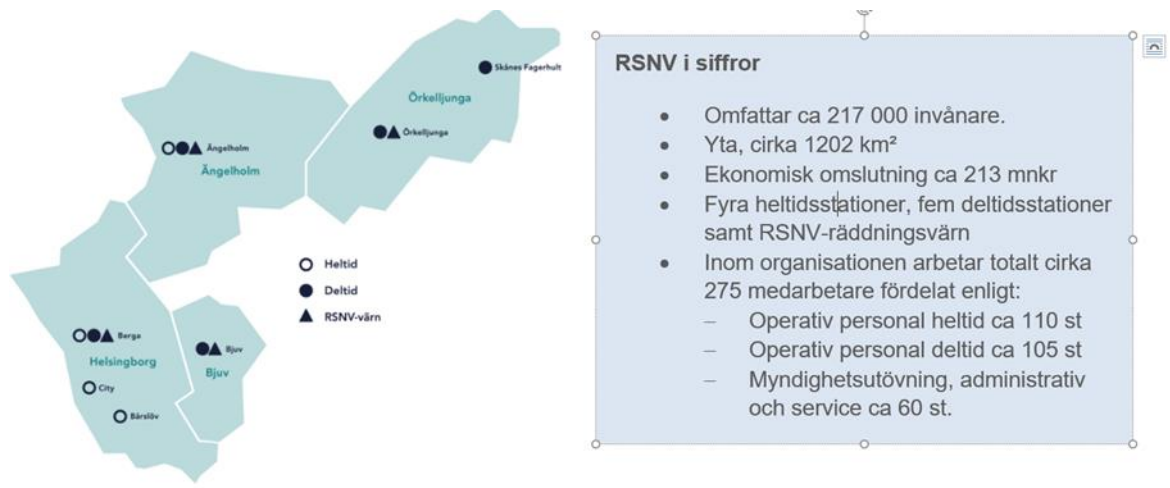 Skånes Fagerhult
Örkelljunga
Örkelljunga
Ängelholm
Ängelholm
Heltid
Deltid
RSNV-värn
Berga
Helsingborg
City
Bårslöv
Bjuv
Bjuv
RSNV i siffror
• Omfattar ca 217 000 invånare.
• Yta, cirka 1202 km²
• Ekonomisk omslutning ca 213 mnkr
• Fyra heltidsstationer, fem deltidsstationer
samt RSNV-räddningsvärn
• Inom organisationen arbetar totalt cirka
275 medarbetare fördelat enligt:
– Operativ personal heltid ca 110 st
– Operativ personal deltid ca 105 st
– Myndighetsutövning, administrativ
och service ca 60 st.